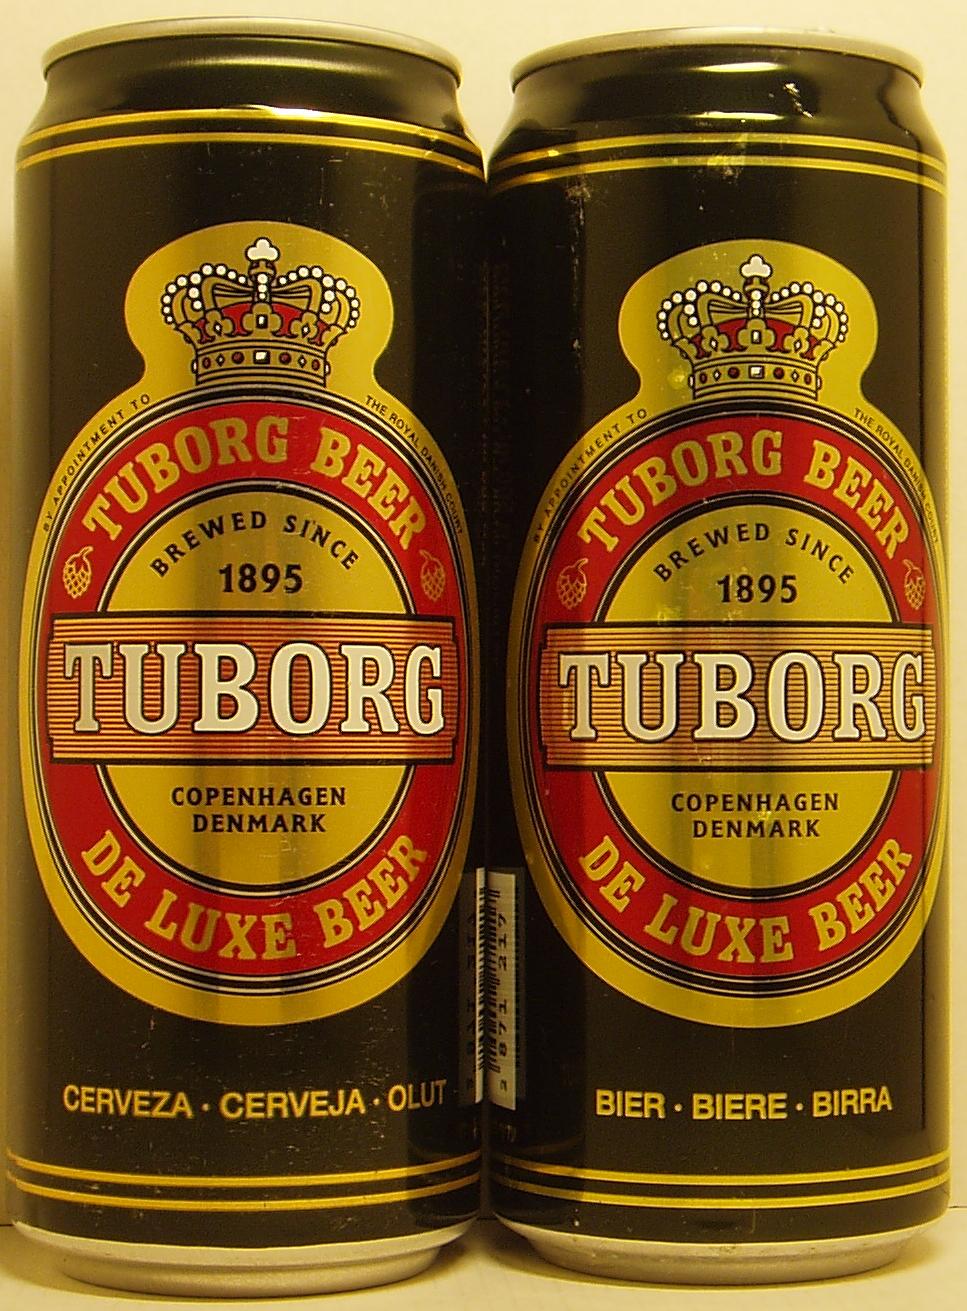 BY APPOINTMENT TO THE ROYAL DANISH COURT
TUBORG BEER
BREWED SINCE
1895
TUBORG
COPENHAGEN
DENMARK
DE LUXE BEER
CERVEZA · CERVEJA · OLUT
BY APPOINTMENT TO THE ROYAL DANISH COURT
TUBORG BEER
BREWED SINCE
1895
TUBORG
COPENHAGEN
DENMARK
DE LUXE BEER
BIER · BIERE · BIRRA